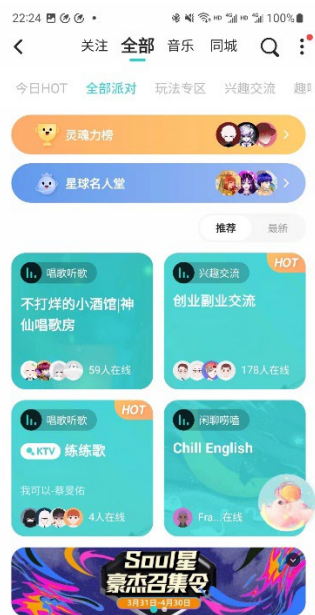 22:24
100%
关注 全部 音乐 同城
今日HOT 全部派对 玩法专区 兴趣交流
灵魂力榜
星球名人堂
推荐 最新
唱歌听歌
不打烊的小酒馆|神
仙唱歌房
59人在线
兴趣交流
HOT
创业副业交流
178人在线
唱歌听歌
HOT
KTV 练练歌
我可以-蔡旻佑
4人在线
闲聊唠嗑
Chill English
Fra...在线
Soul星
豪杰召集令
3月31日-4月30日